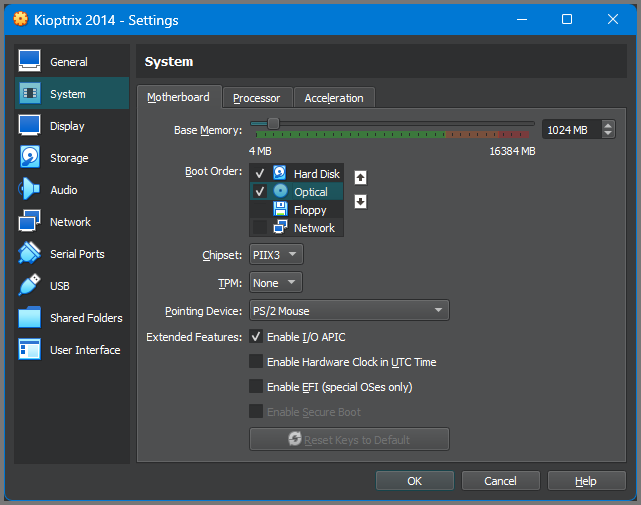 Kioptrix 2014 - Settings
General
System
Display
Storage
Audio
Network
Serial Ports
USB
Shared Folders
User Interface
System
Motherboard Processor Acceleration
Base Memory: 1024 MB
4 MB 16384 MB
Boot Order: Hard Disk
Optical
Floppy
Network
Chipset: PIIX3
TPM: None
Pointing Device: PS/2 Mouse
Extended Features: Enable I/O APIC
Enable Hardware Clock in UTC Time
Enable EFI (special OSes only)
Enable Secure Boot
Reset Keys to Default
OK Cancel Help